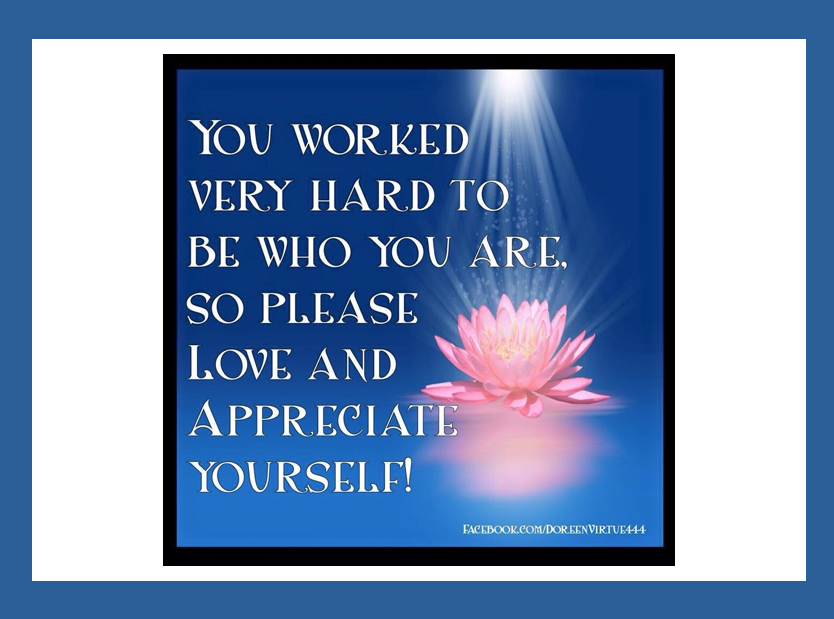 You worked
very hard to
be who you are,
so please
Love and
Appreciate
yourself!
Facebook.com/DoreenVirtue444